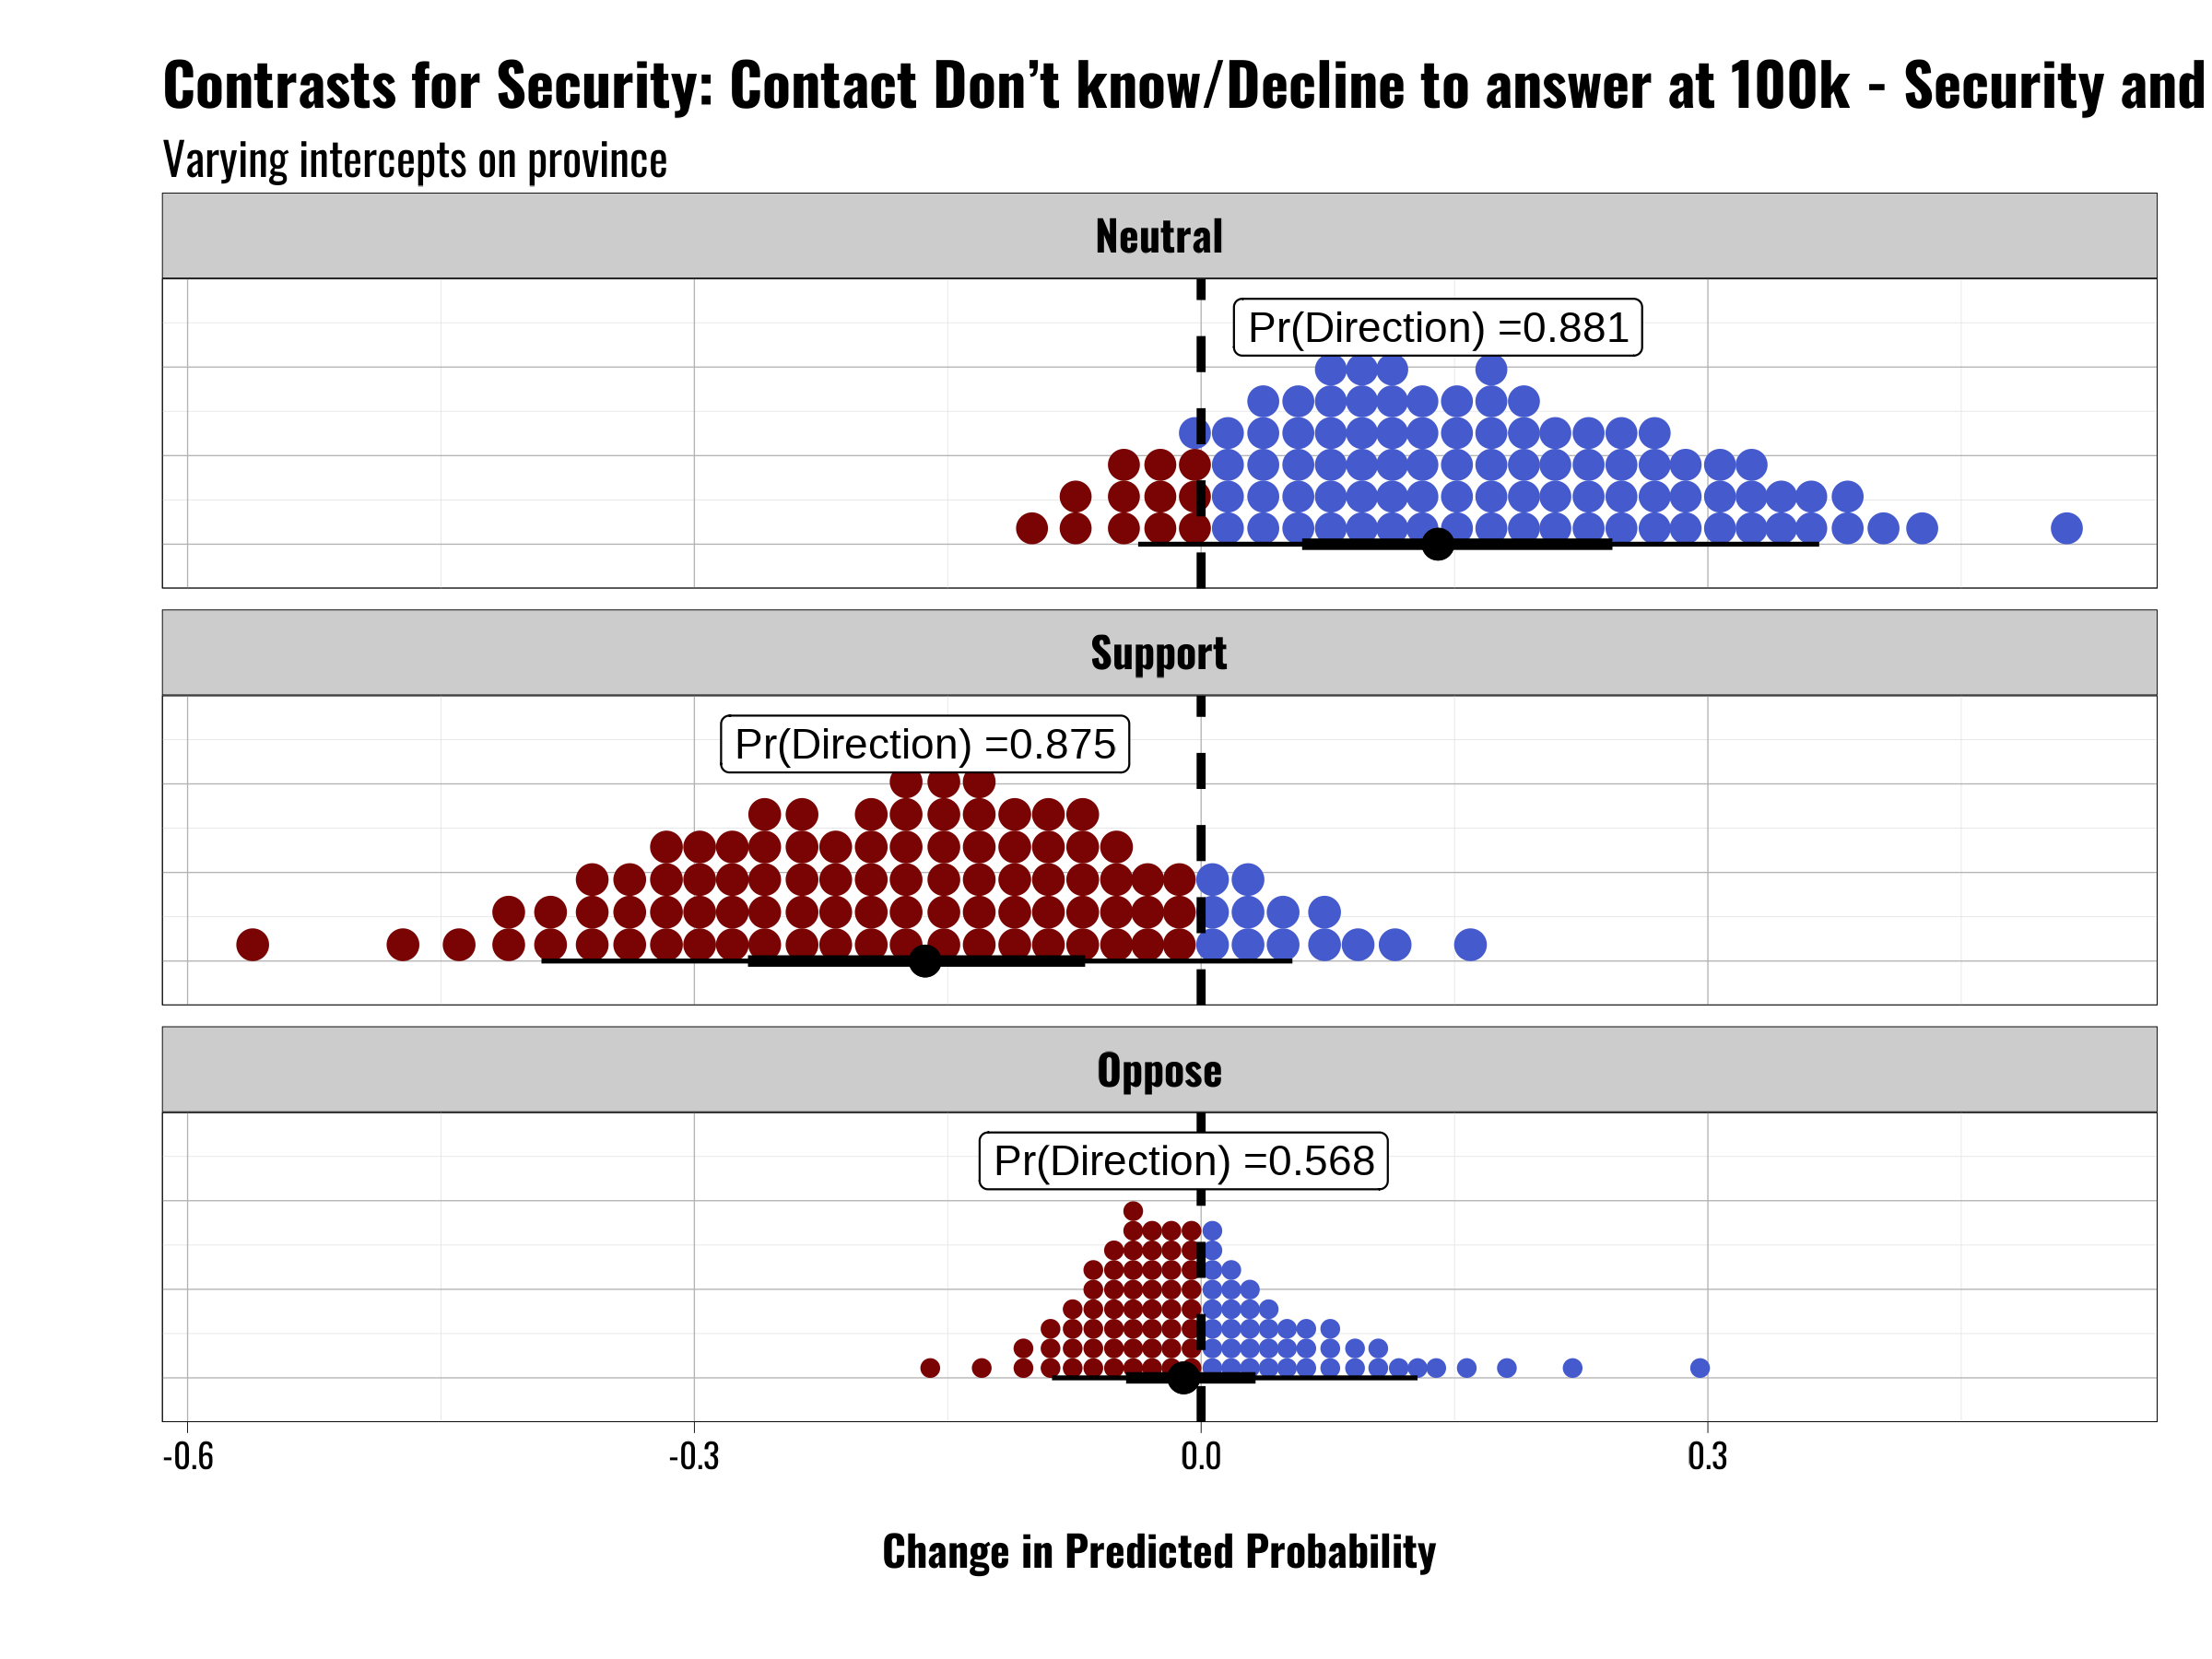 Contrasts for Security: Contact Don’t know/Decline to answer at 100k - Security and
Varying intercepts on province
Neutral
Pr(Direction) =0.881
Support
Pr(Direction) =0.875
Oppose
Pr(Direction) =0.568
-0.6 -0.3 0.0 0.3
Change in Predicted Probability